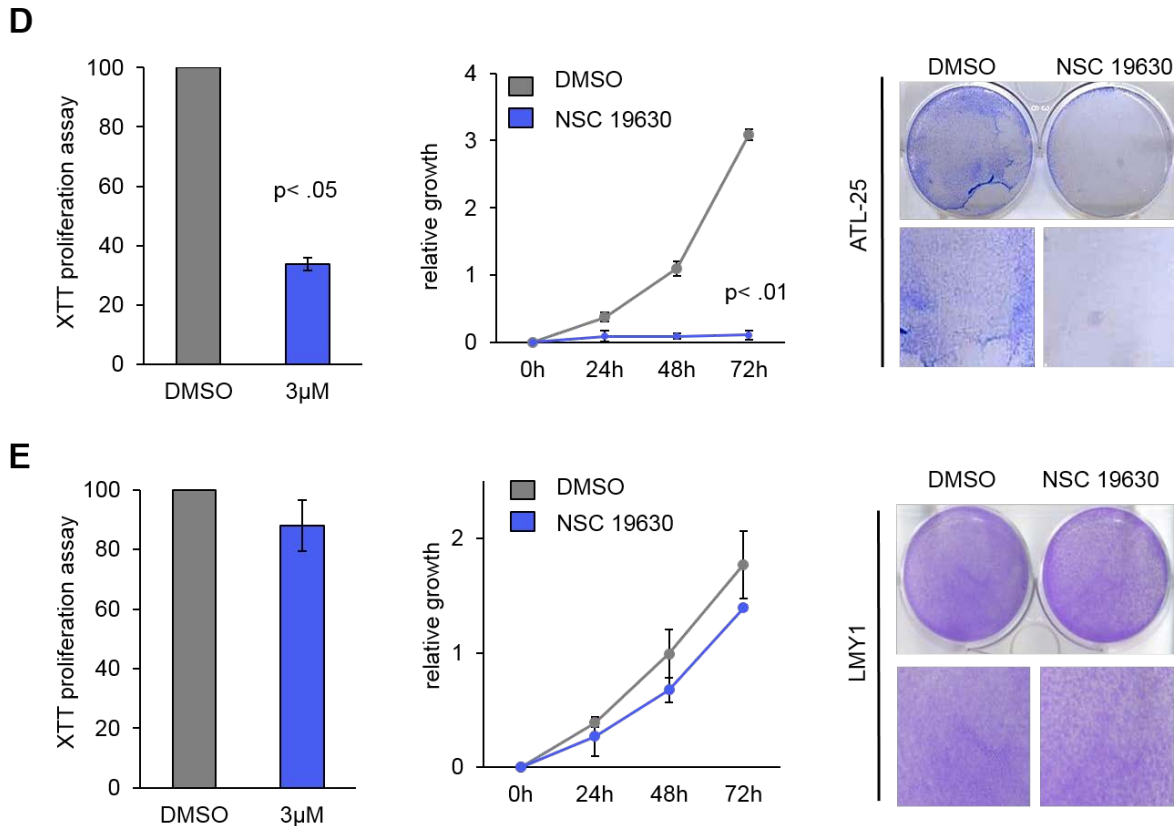 D
XTT proliferation assay
100
80
60
40
20
0
p< .05
DMSO
3µM
relative growth
4
3
2
1
0
DMSO
NSC 19630
p< .01
0h
24h
48h
72h
DMSO
NSC 19630
ATL-25
E
XTT proliferation assay
100
80
60
40
20
0
DMSO
3µM
relative growth
2
1
0
DMSO
NSC 19630
0h
24h
48h
72h
DMSO
NSC 19630
LMY1